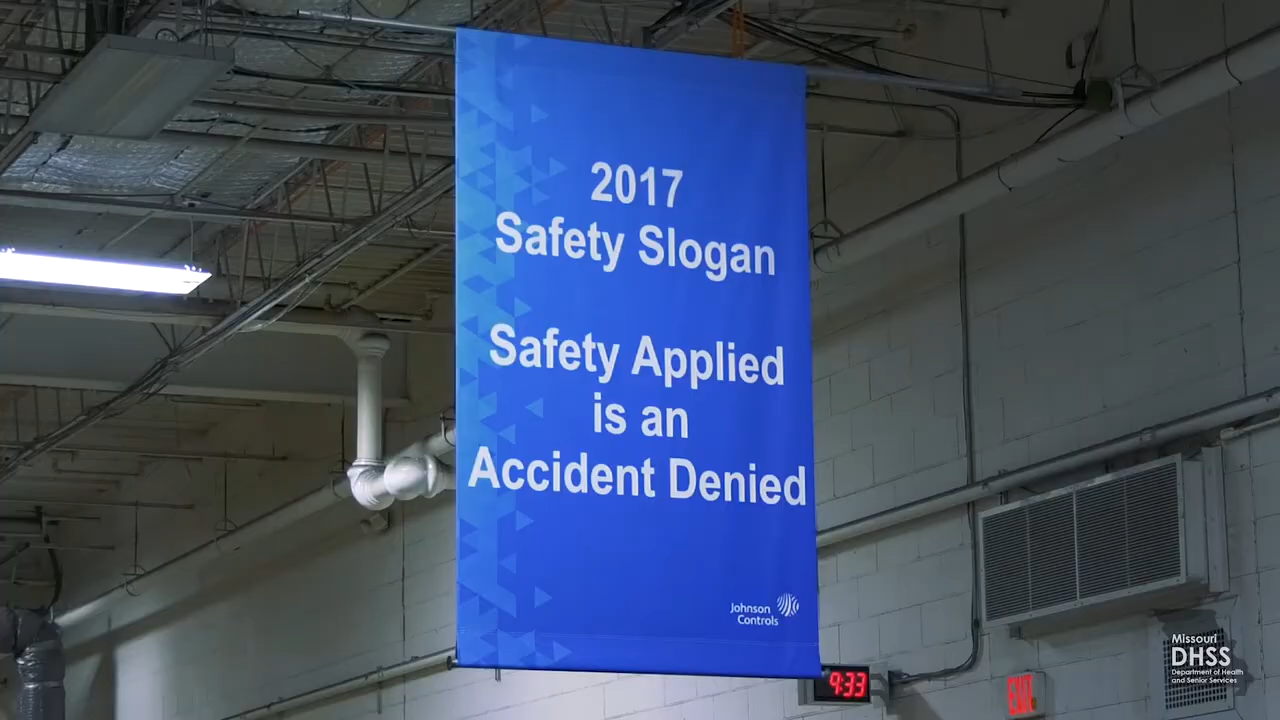 2017
Safety Slogan
Safety Applied
is an
Accident Denied
Johnson
Controls
9:33
EXIT
Missouri
DHSS
Department of Health
and Senior Services